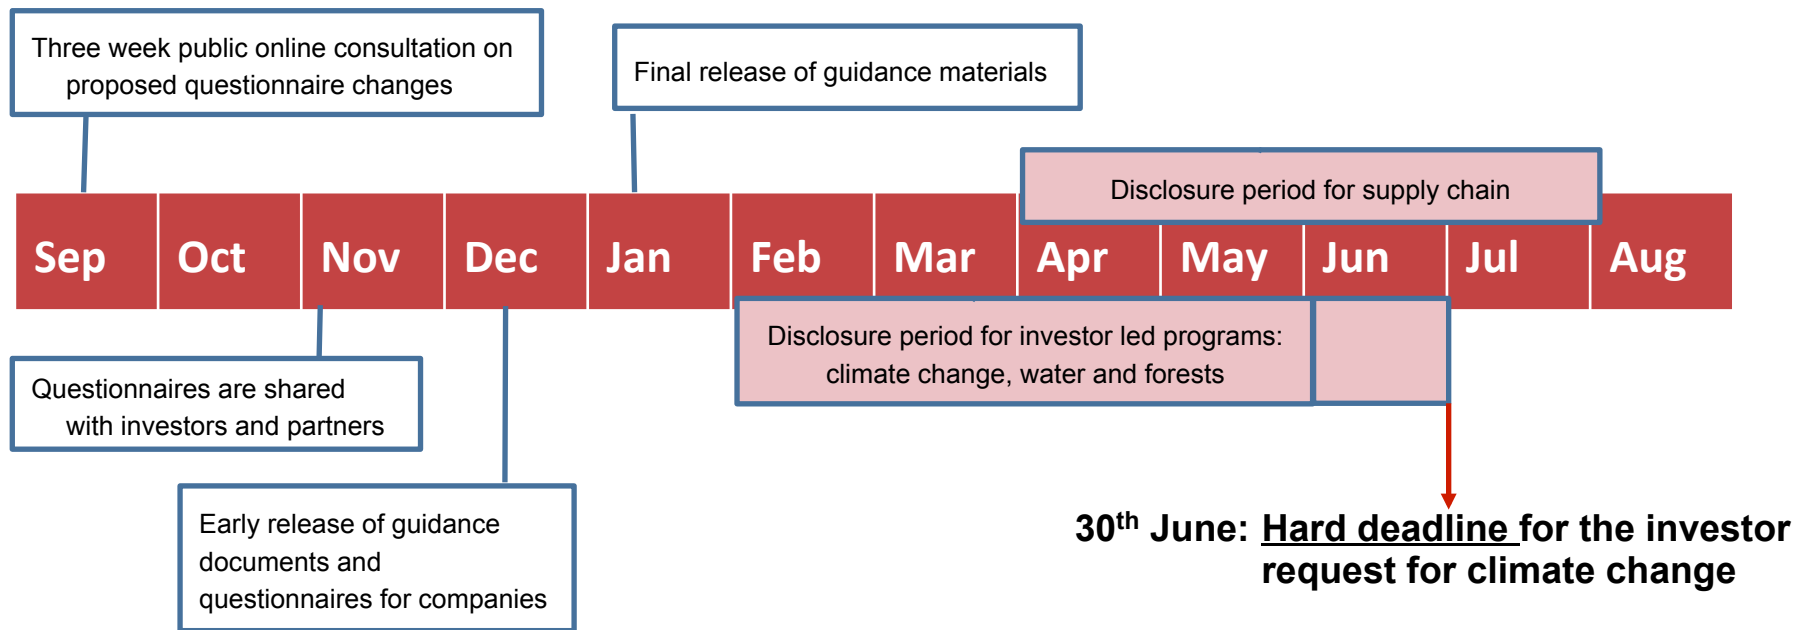 Three week public online consultation on
proposed questionnaire changes
Final release of guidance materials
Disclosure period for supply chain
Sep Oct Nov Dec Jan Feb Mar Apr May Jun Jul Aug
Disclosure period for investor led programs:
climate change, water and forests
Questionnaires are shared
with investors and partners
Early release of guidance
documents and
questionnaires for companies
30th June: Hard deadline for the investor
request for climate change